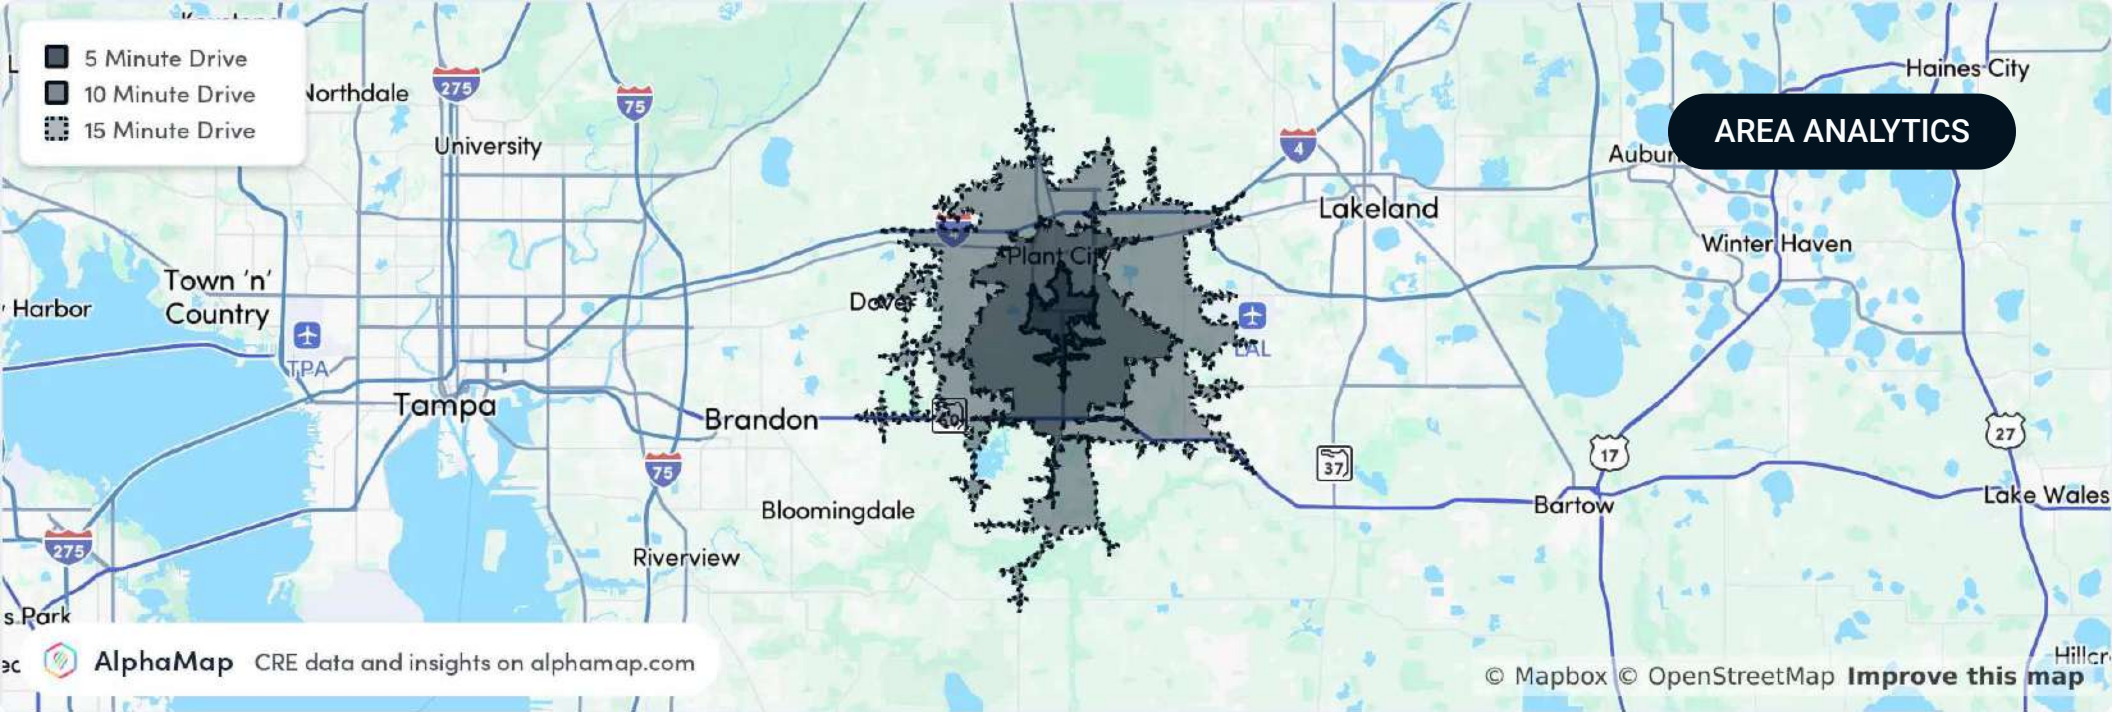 5 Minute Drive
10 Minute Drive
15 Minute Drive
Northdale
275
75
University
Haines City
AREA ANALYTICS
4
Lakeland
Winter Haven
Plant City
Town 'n'
Country
Harbor
TPA
LAL
Tampa
Brandon
60
75
37
17
27
Bloomingdale
Bartow
Lake Wales
275
Riverview
s Park
AlphaMap CRE data and insights on alphamap.com
© Mapbox © OpenStreetMap Improve this map